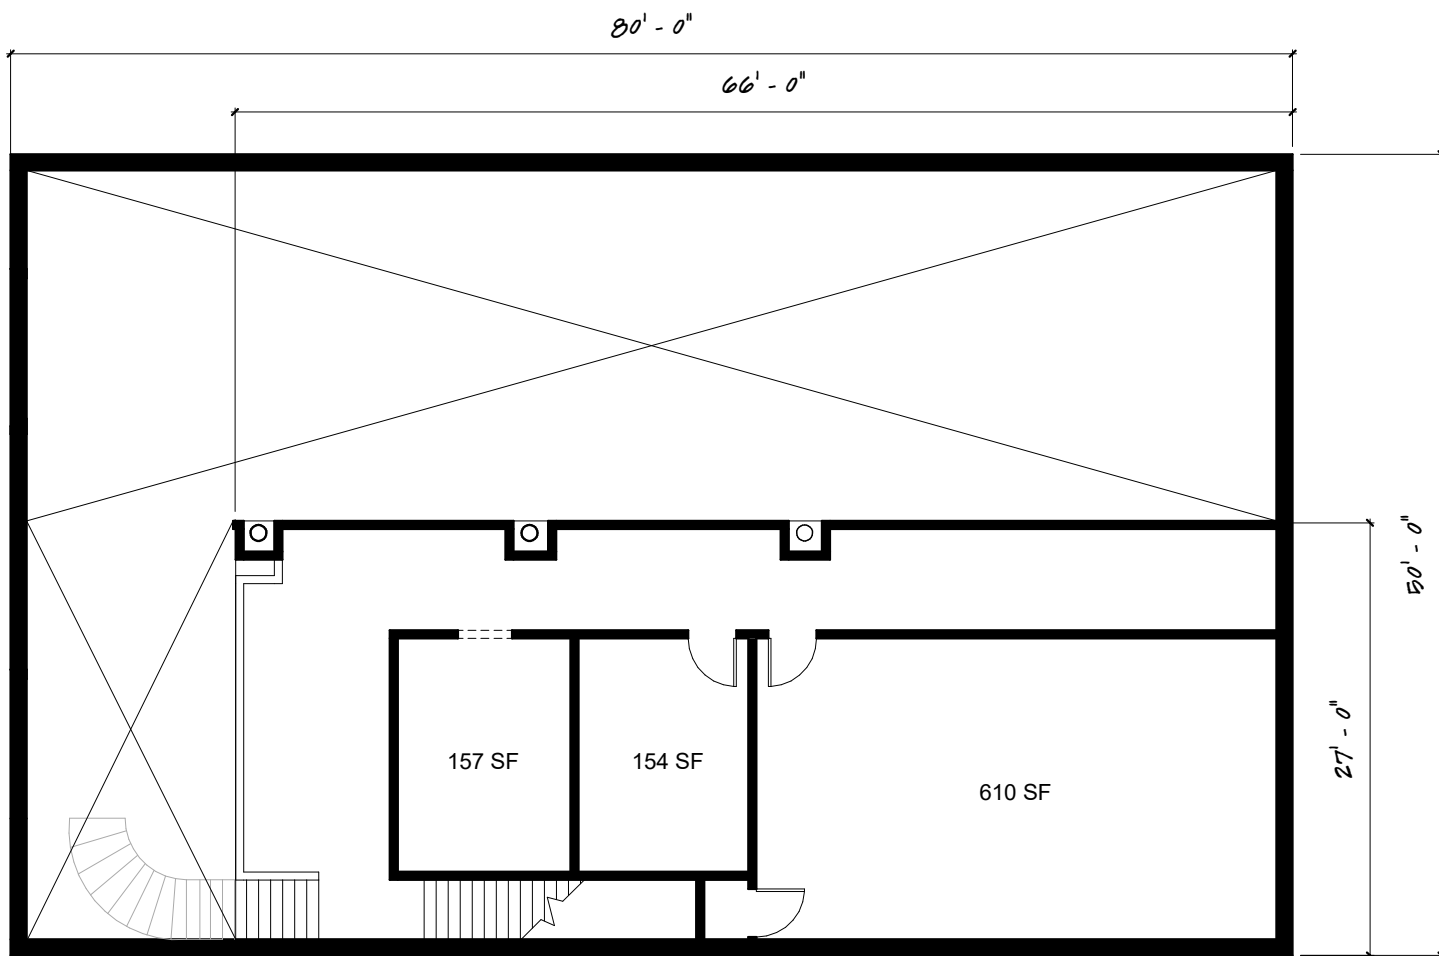 80' - 0"
66' - 0"
50' - 0"
27' - 0"
157 SF
154 SF
610 SF